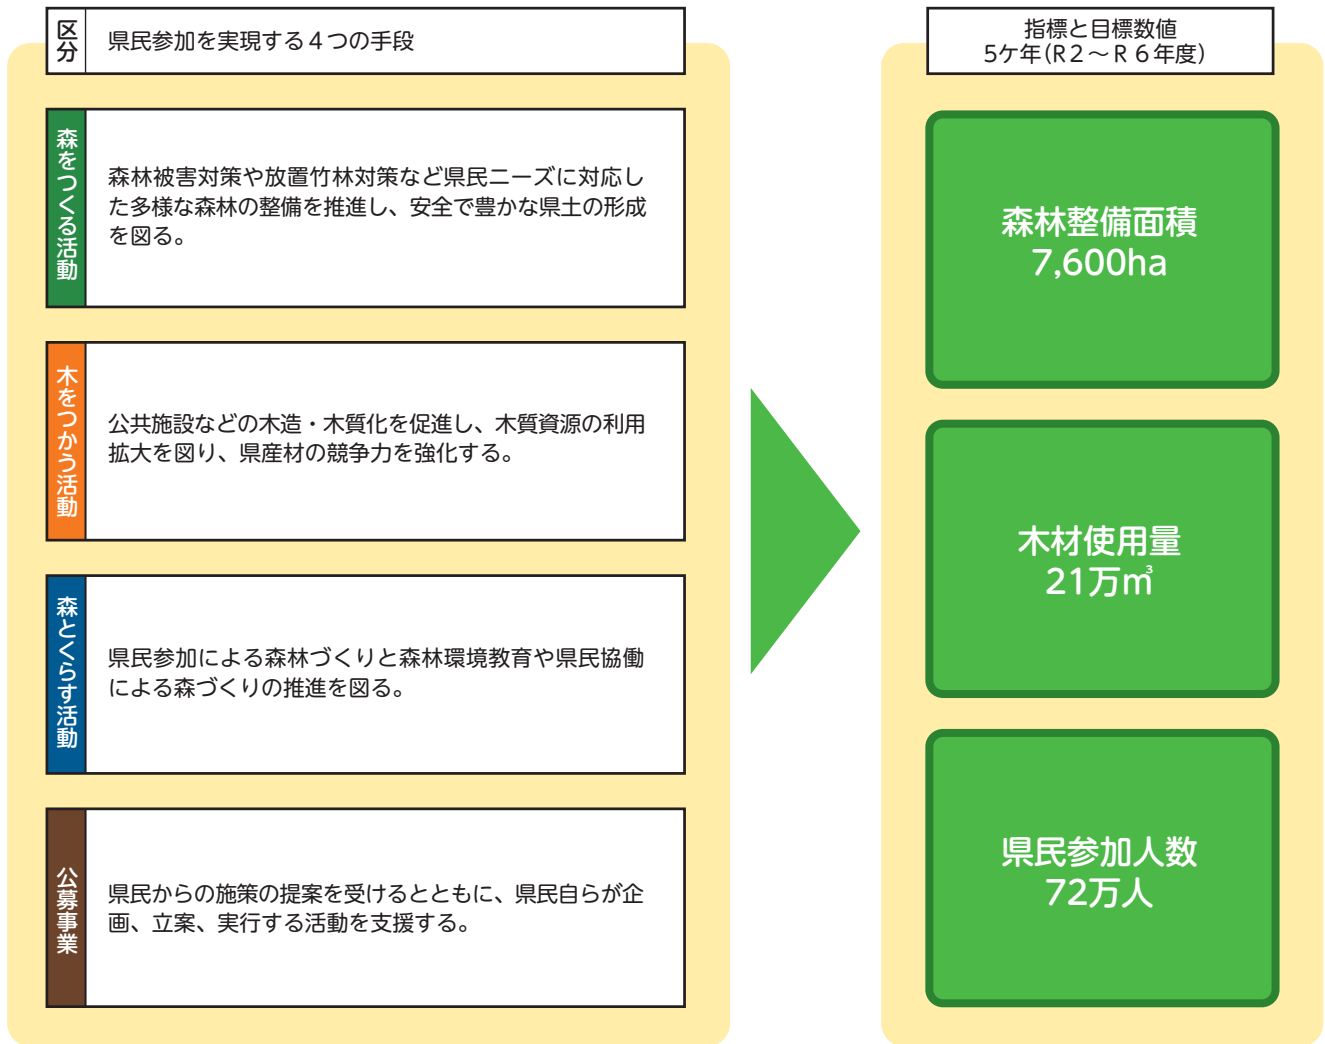 区分
県民参加を実現する４つの手段
森をつくる活動
森林被害対策や放置竹林対策など県民ニーズに対応し
た多様な森林の整備を推進し、安全で豊かな県土の形成
を図る。
木をつかう活動
公共施設などの木造・木質化を促進し、木質資源の利用
拡大を図り、県産材の競争力を強化する。
森とくらす活動
県民参加による森林づくりと森林環境教育や県民協働
による森づくりの推進を図る。
公募事業
県民からの施策の提案を受けるとともに、県民自らが企
画、立案、実行する活動を支援する。
指標と目標数値
5ケ年(R２～R６年度)
森林整備面積
7,600ha
木材使用量
21万㎥
県民参加人数
72万人